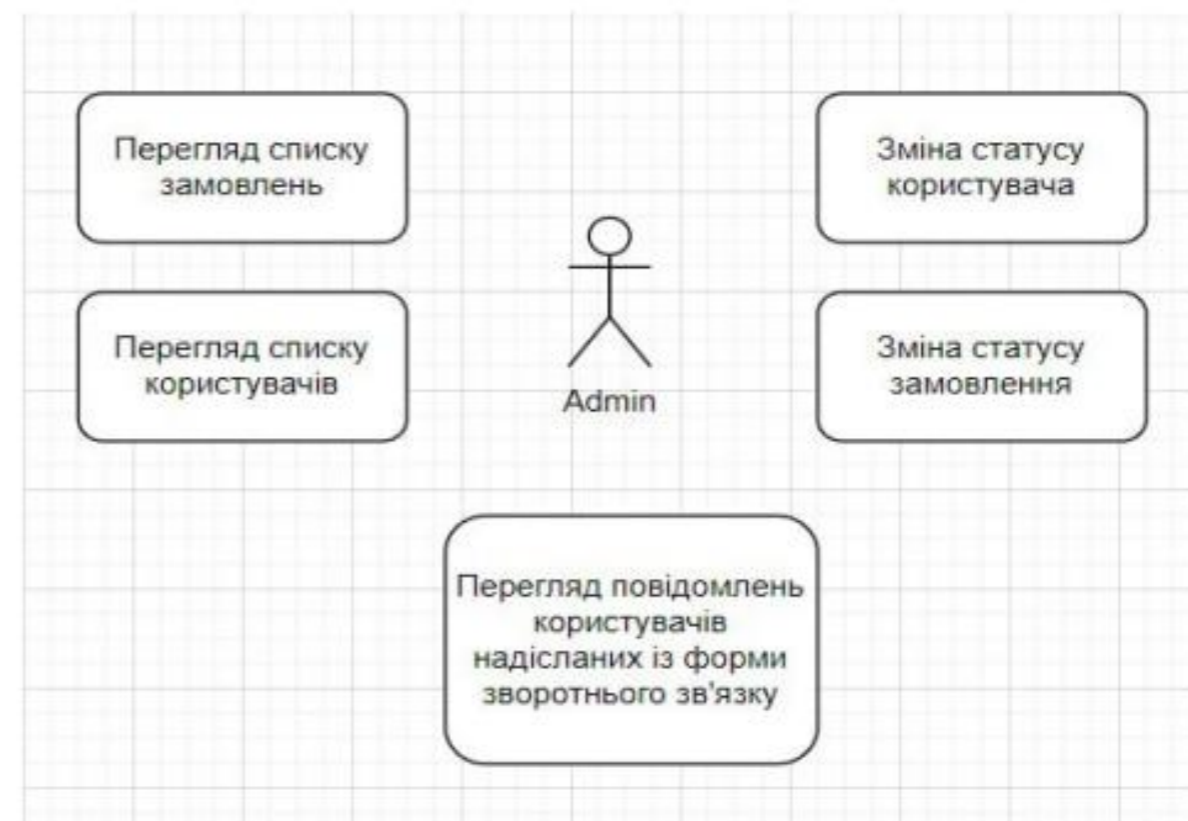 Перегляд списку
замовлень
Зміна статусу
користувача
Перегляд списку
користувачів
Зміна статусу
замовлення
Admin
Перегляд повідомлень
користувачів
надісланих із форми
зворотнього зв'язку